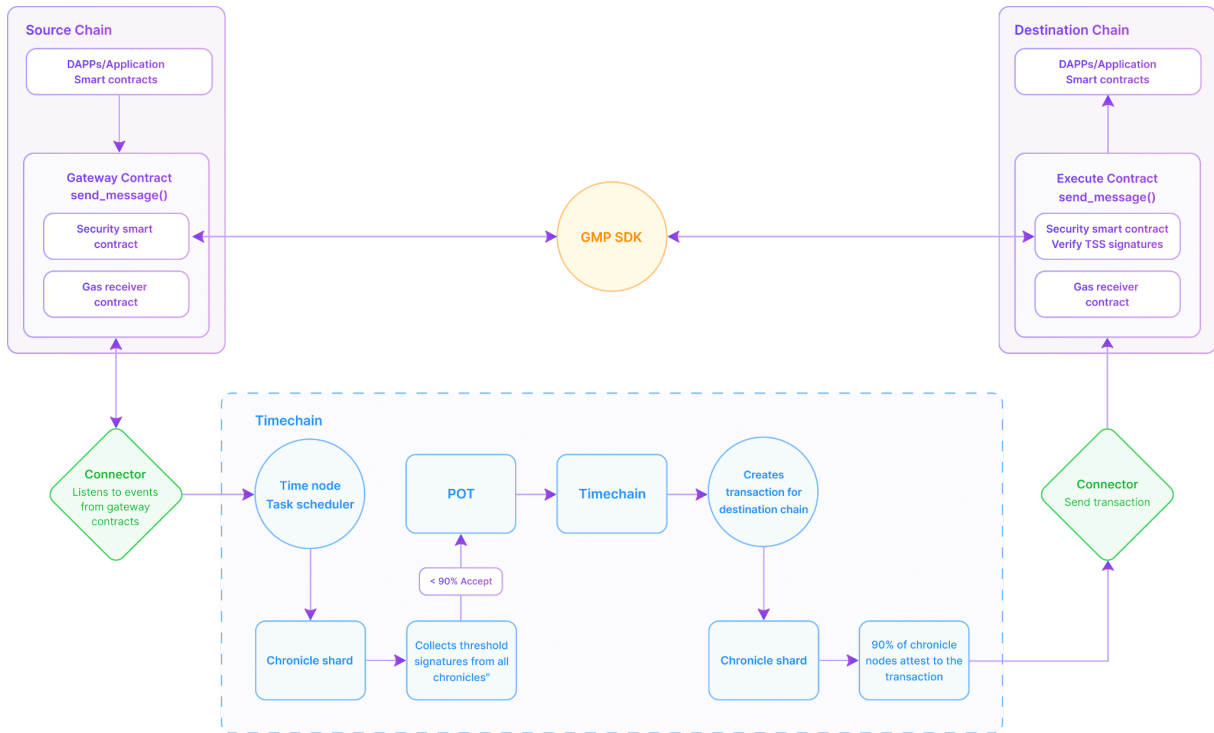 Source Chain
DAPPs/Application
Smart contracts
Gateway Contract
send_message()
Security smart
contract
Gas receiver
contract
GMP SDK
Destination Chain
DAPPs/Application
Smart contracts
Execute Contract
send_message()
Security smart contract
Verify TSS signatures
Gas receiver
contract
Connector
Listens to events
from gateway
contracts
Timechain
Time node
Task scheduler
POT
Timechain
Creates
transaction for
destination chain
< 90% Accept
Chronicle shard
Collects threshold
signatures from all
chronicles"
Chronicle shard
90% of chronicle
nodes attest to the
transaction
Connector
Send transaction